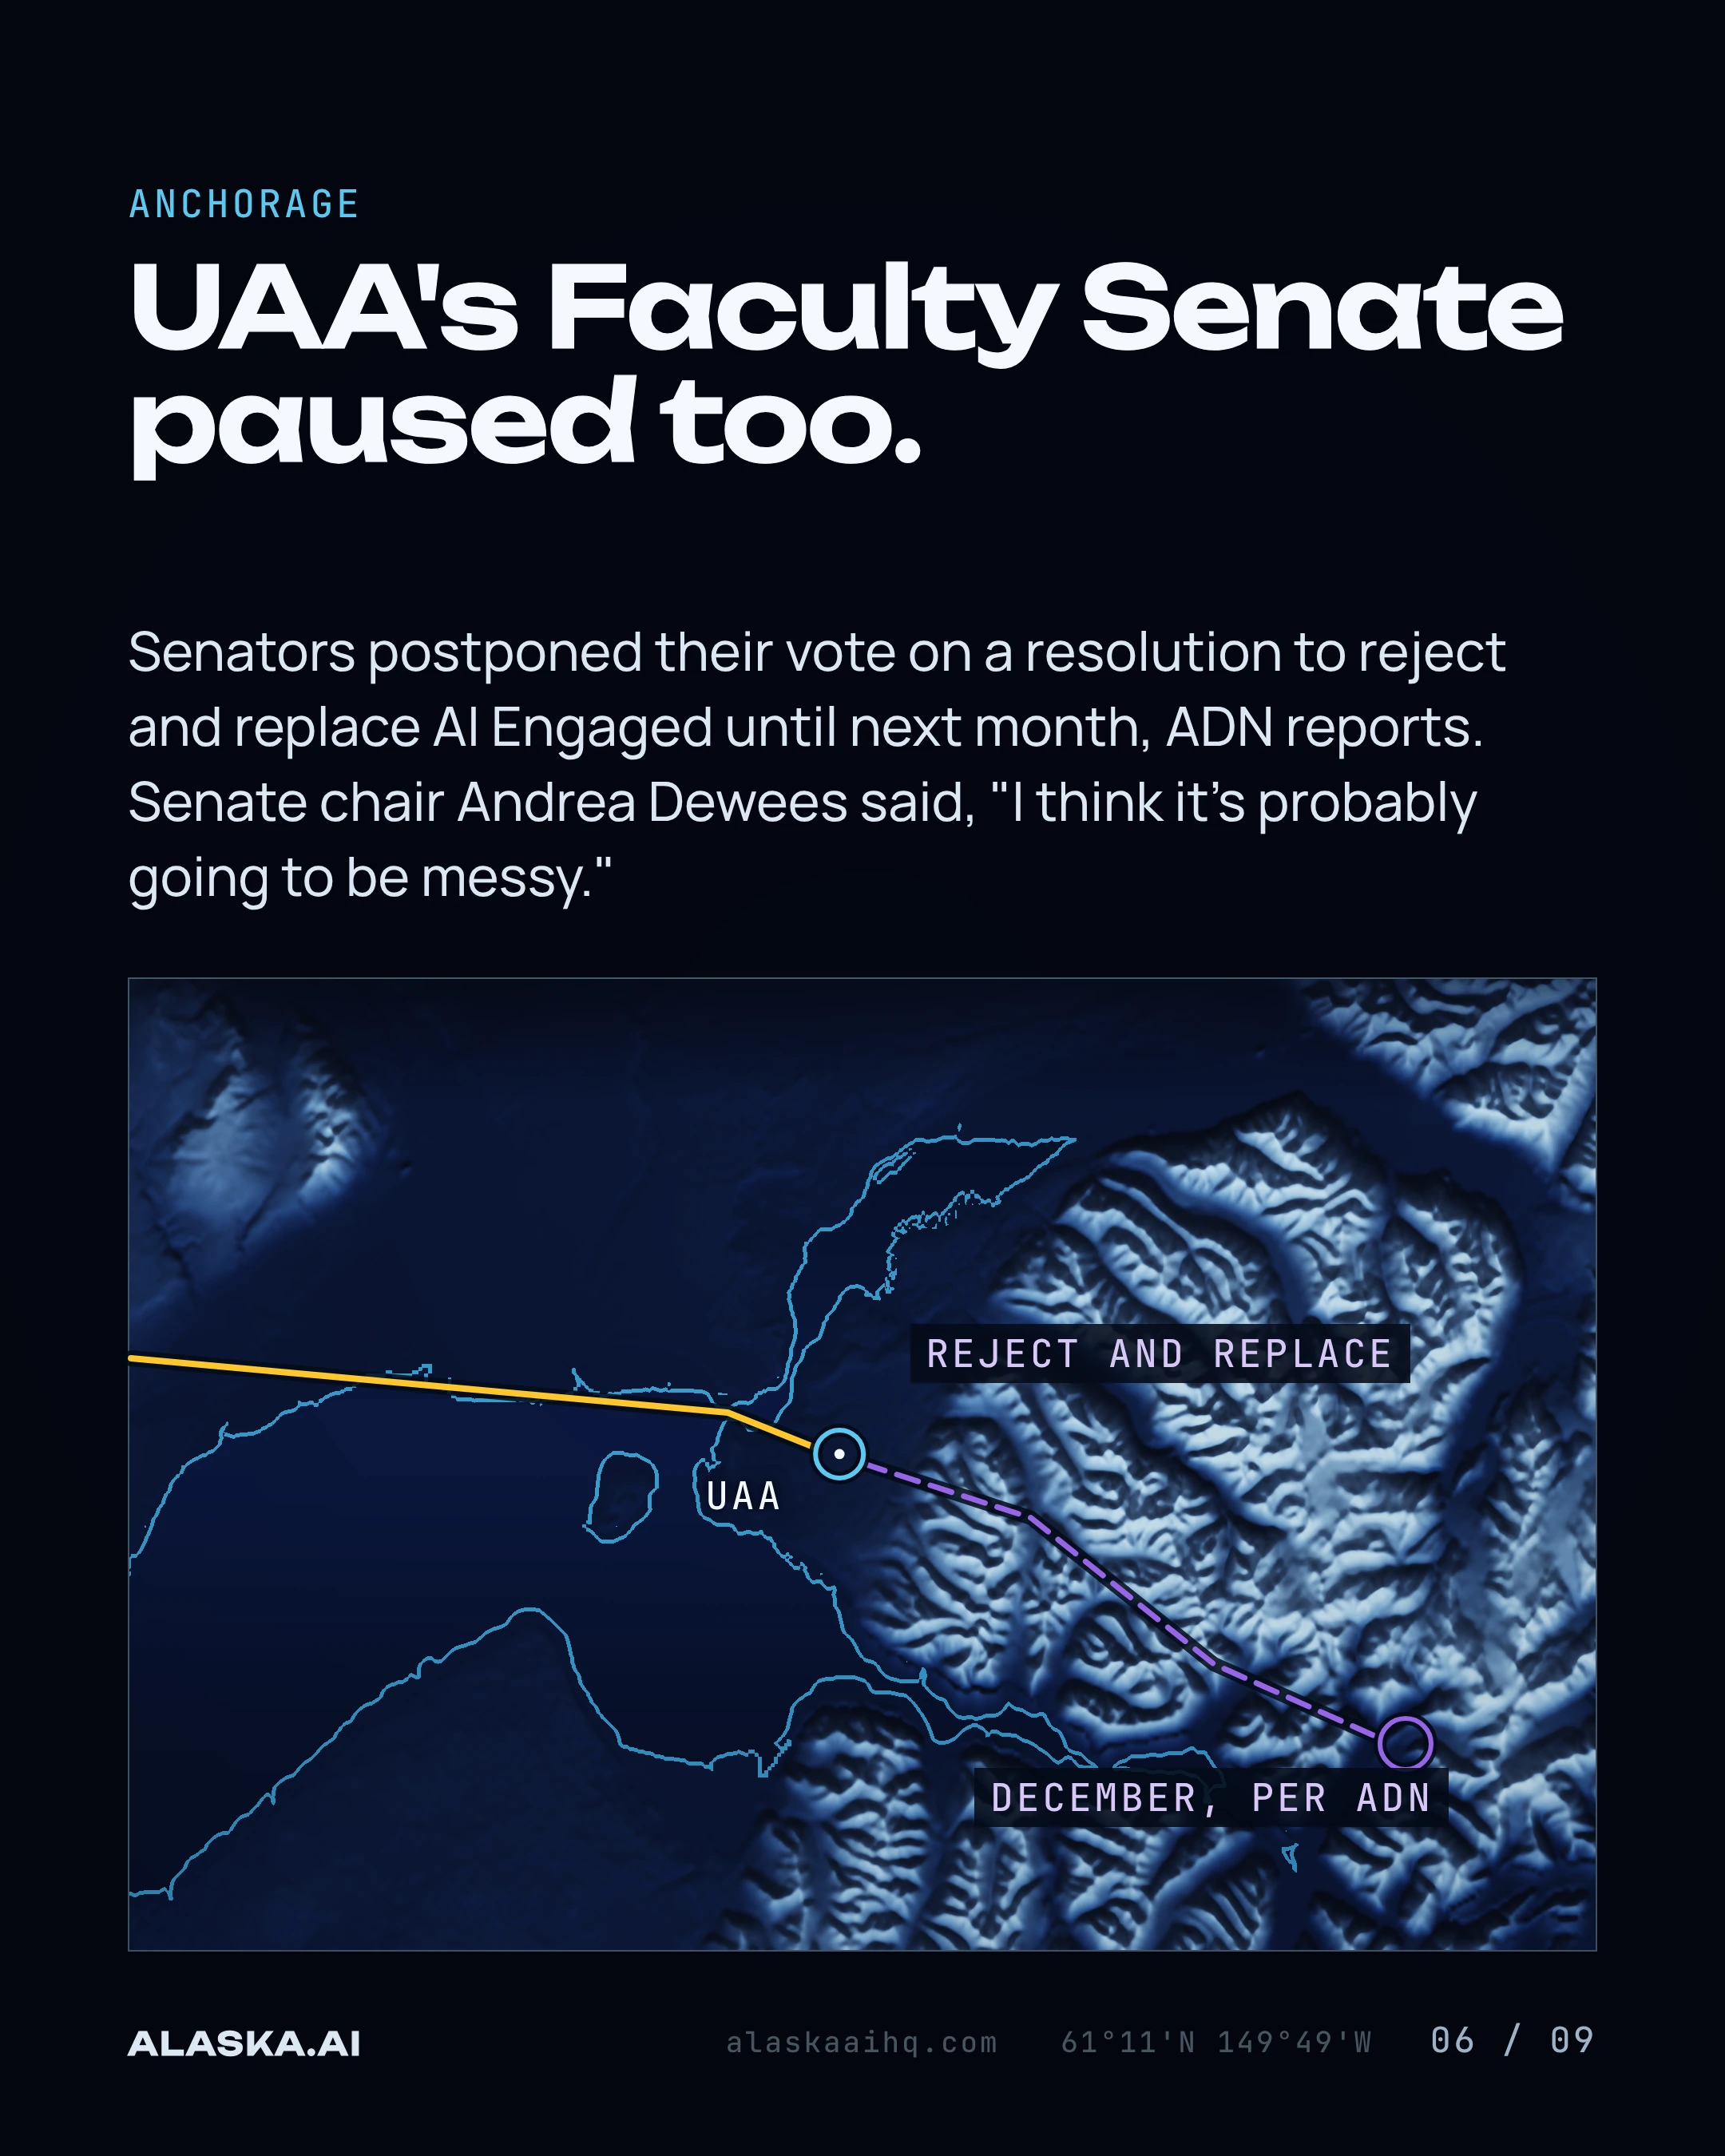 ANCHORAGE
UAA's Faculty Senate
paused too.
Senators postponed their vote on a resolution to reject
and replace AI Engaged until next month, ADN reports.
Senate chair Andrea Dewees said, "I think it’s probably
going to be messy."
REJECT AND REPLACE
UAA
DECEMBER, PER ADN
ALASKA.AI
alaskaaihq.com
61°11'N 149°49'W
06 / 09